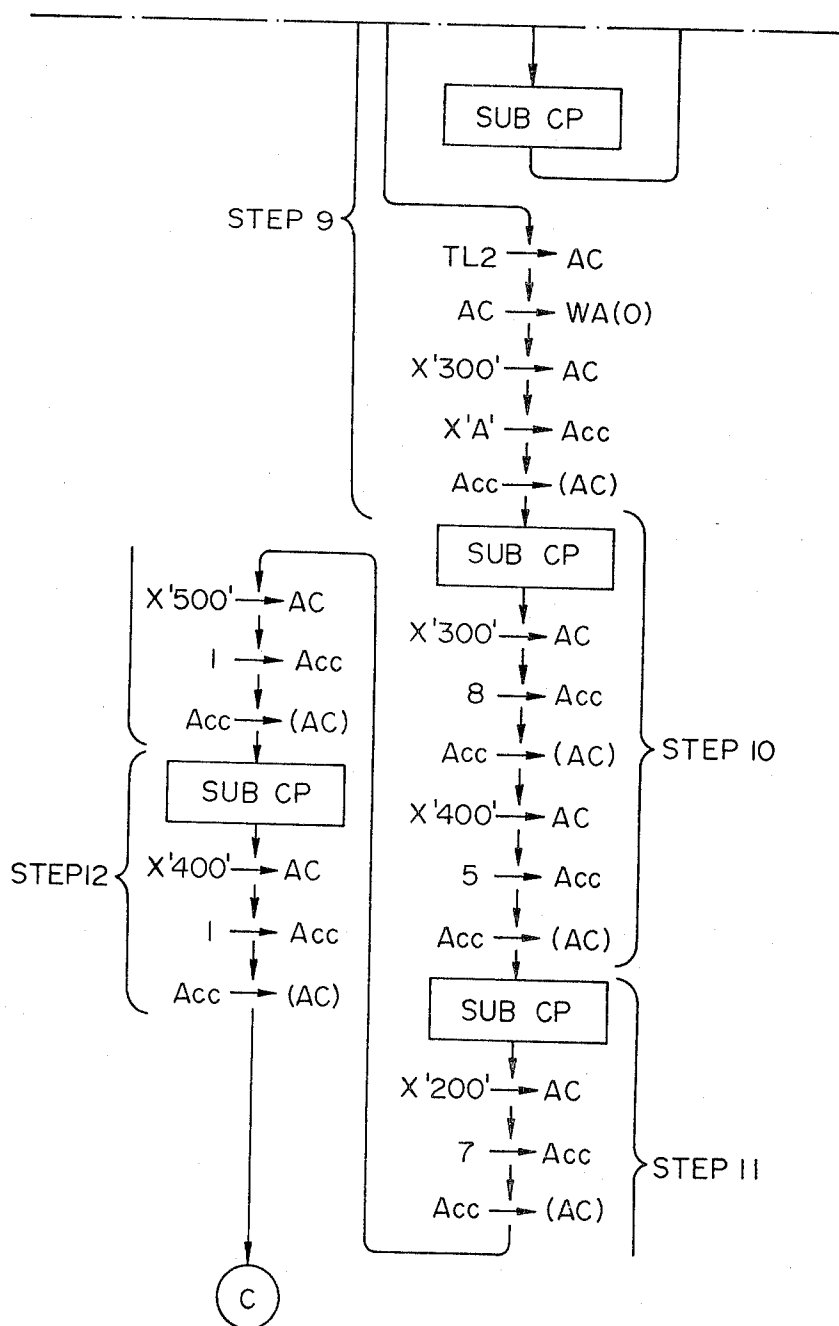 SUB CP
STEP 9
TL2 → AC
AC → WA(0)
X'300' → AC
X'A' → Acc
Acc → (AC)
SUB CP
X'300' → AC
8 → Acc
Acc → (AC)
X'400' → AC
5 → Acc
Acc → (AC)
STEP 10
SUB CP
X'200' → AC
7 → Acc
Acc → (AC)
STEP 11
X'500' → AC
1 → Acc
Acc → (AC)
SUB CP
X'400' → AC
1 → Acc
Acc → (AC)
STEP12
C